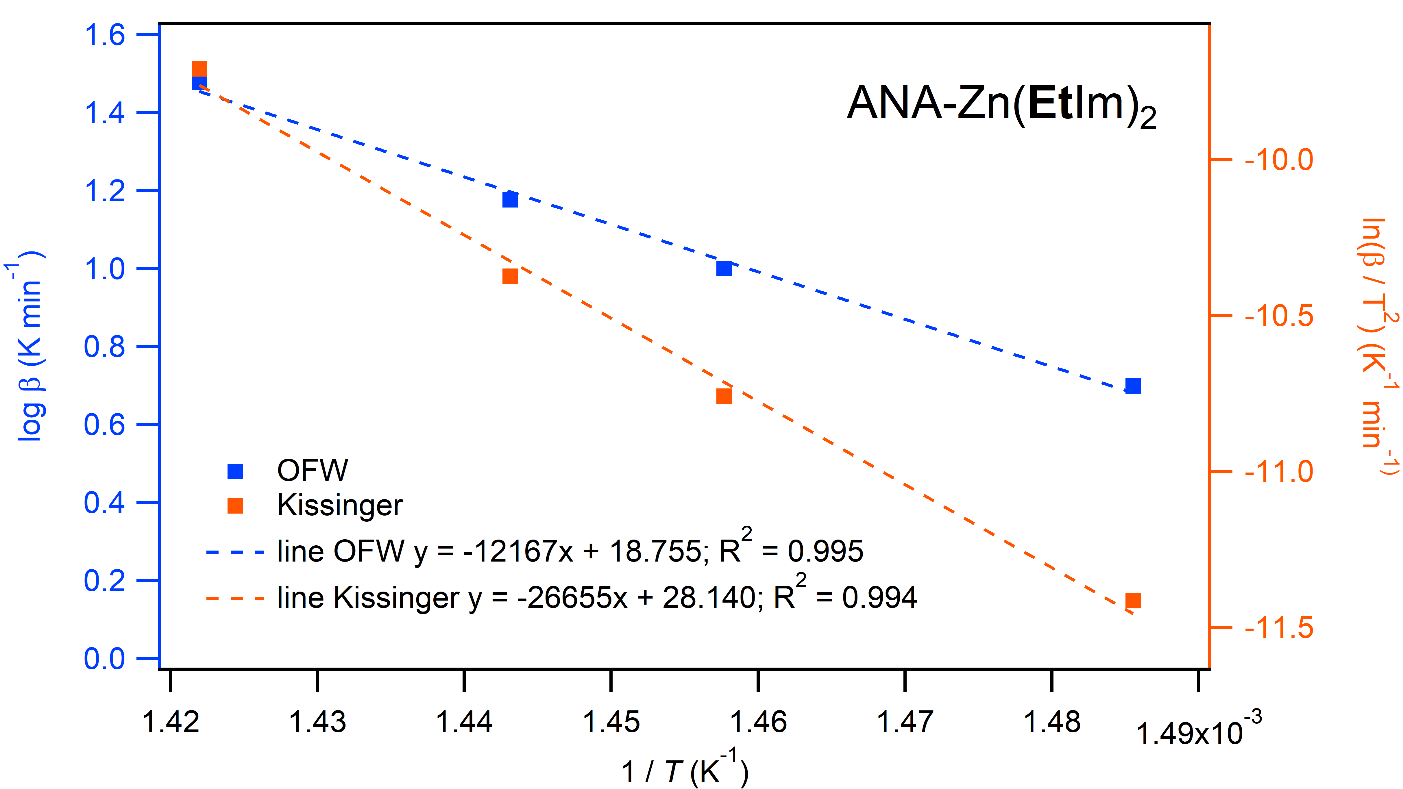 ANA-Zn(EtIm)2
log β (K min-1)
1.6
1.4
1.2
1.0
0.8
0.6
0.4
0.2
0.0
OFW
Kissinger
line OFW y = -12167x + 18.755; R2 = 0.995
line Kissinger y = -26655x + 28.140; R2 = 0.994
-10.0
-10.5
-11.0
-11.5
ln(β / T2) (K-1 min-1)
1.42
1.43
1.44
1.45
1.46
1.47
1.48
1.49x10-3
1 / T (K-1)